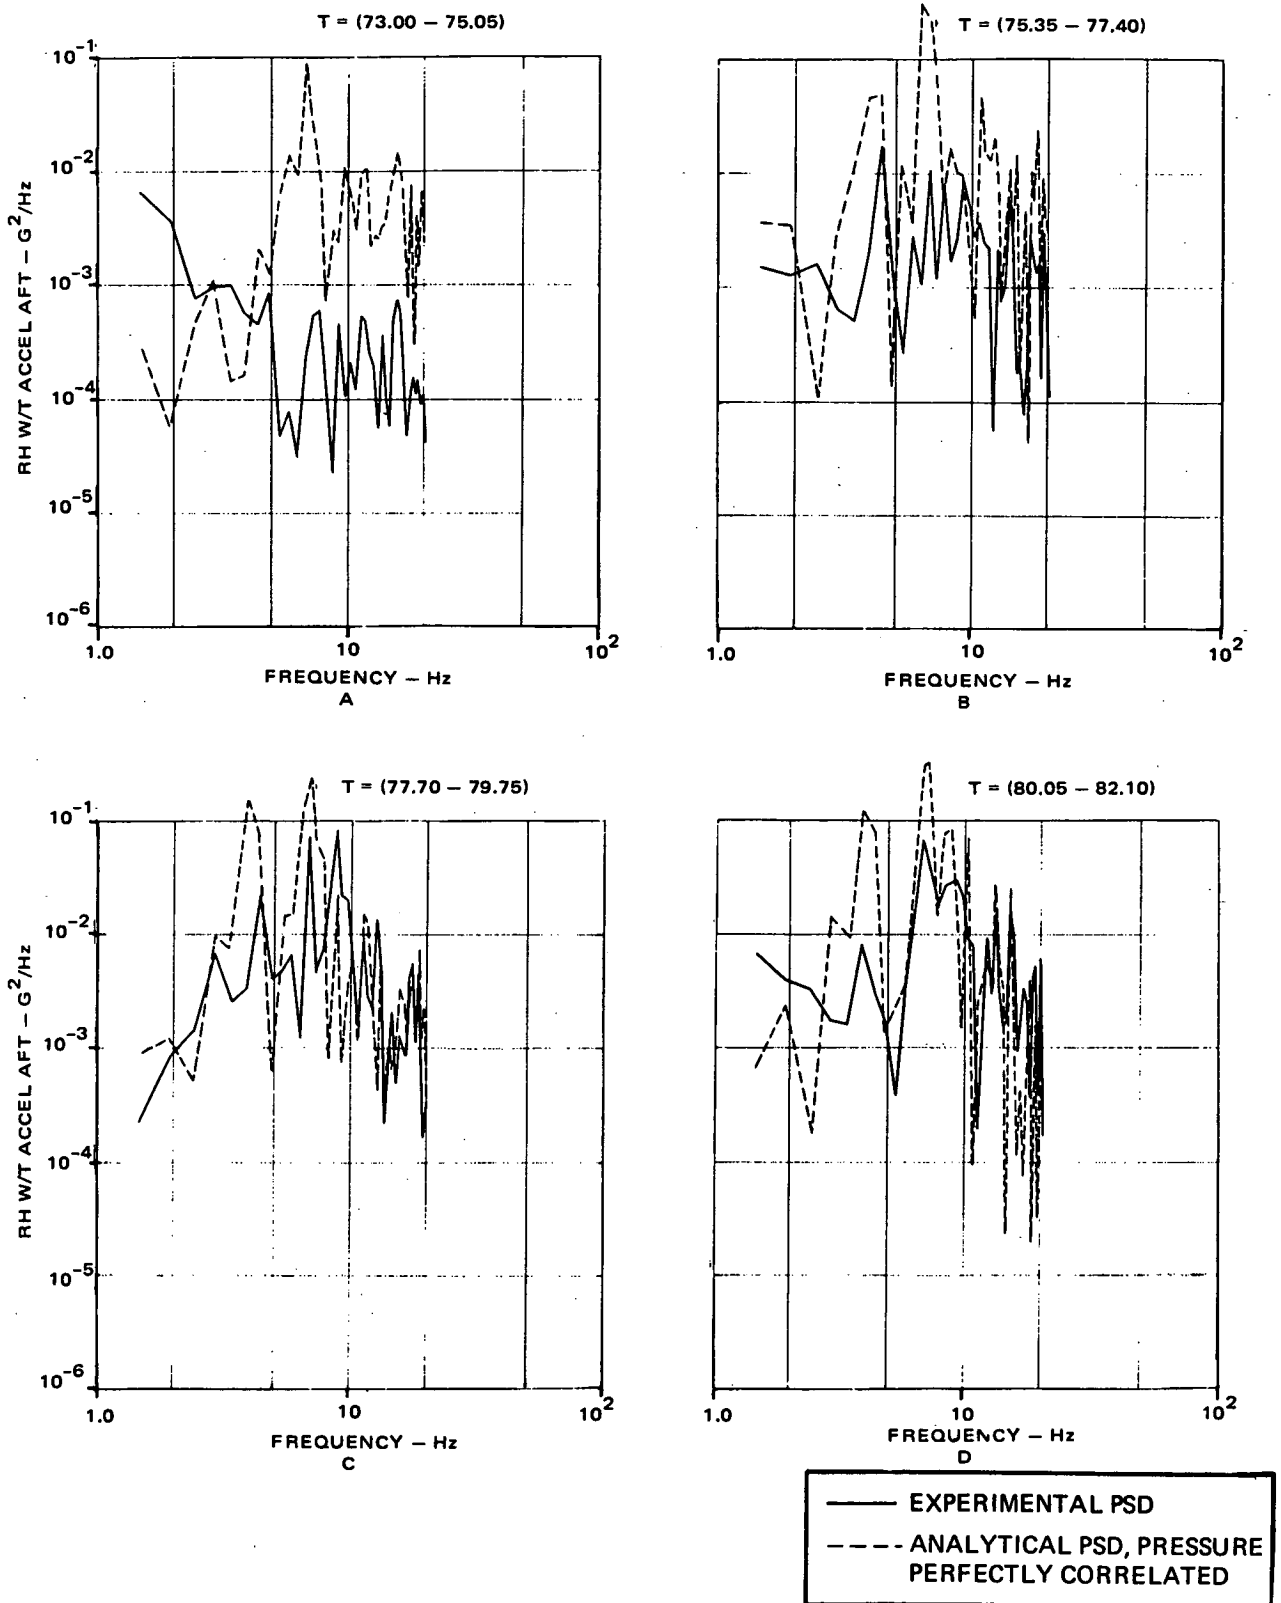 T = (73.00 – 75.05)
10⁻¹
10⁻²
10⁻³
10⁻⁴
10⁻⁵
10⁻⁶
RH W/T ACCEL AFT – G²/Hz
1.0
10
10²
FREQUENCY – Hz
A
T = (75.35 – 77.40)
1.0
10
10²
FREQUENCY – Hz
B
T = (77.70 – 79.75)
10⁻¹
10⁻²
10⁻³
10⁻⁴
10⁻⁵
10⁻⁶
RH W/T ACCEL AFT – G²/Hz
1.0
10
10²
FREQUENCY – Hz
C
T = (80.05 – 82.10)
1.0
10
10²
FREQUENCY – Hz
D
EXPERIMENTAL PSD
ANALYTICAL PSD, PRESSURE
PERFECTLY CORRELATED